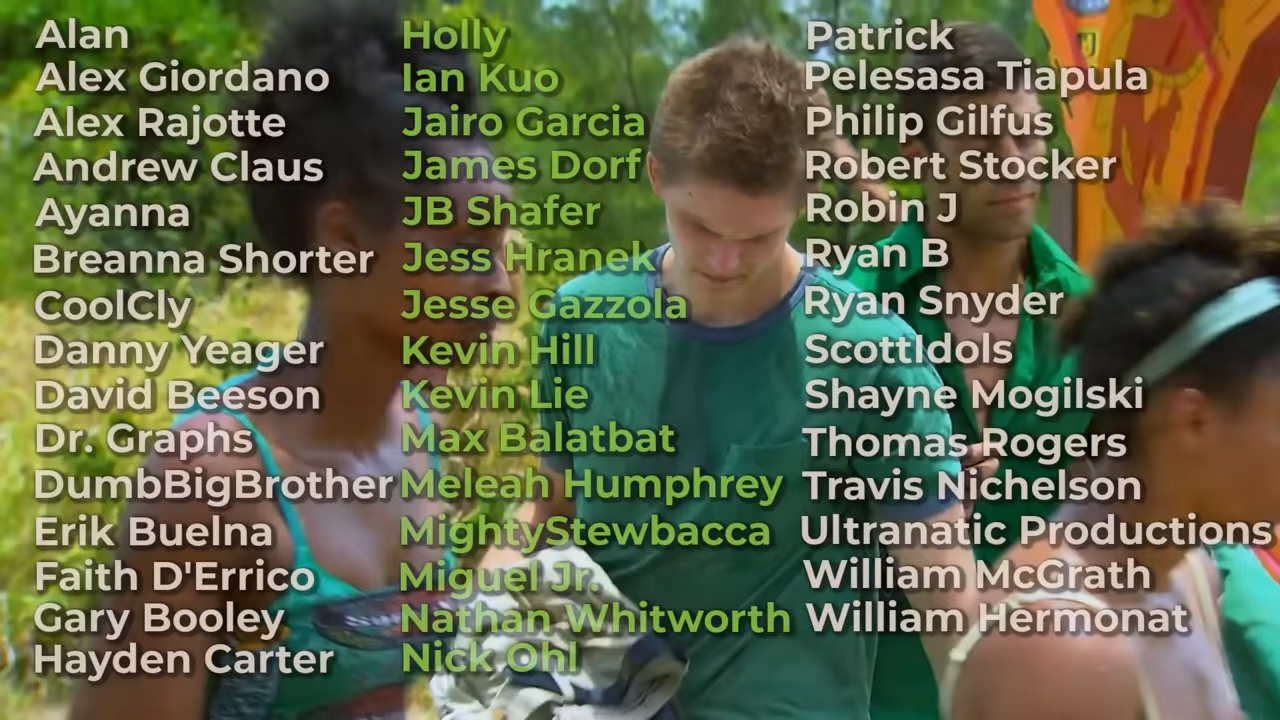 Alan
Alex Giordano
Alex Rajotte
Andrew Claus
Ayanna
Breanna Shorter
CoolCly
Danny Yeager
David Beeson
Dr. Graphs
DumbBigBrother
Erik Buelna
Faith D'Errico
Gary Booley
Hayden Carter
Holly
Ian Kuo
Jairo Garcia
James Dorf
JB Shafer
Jess Hranek
Jesse Gazzola
Kevin Hill
Kevin Lie
Max Balatbat
Meleah Humphrey
MightyStewbacca
Miguel Jr.
Nathan Whitworth
Nick Ohl
Patrick
Pelesasa Tiapula
Philip Gilfus
Robert Stocker
Robin J
Ryan B
Ryan Snyder
ScottIdols
Shayne Mogilski
Thomas Rogers
Travis Nichelson
Ultranatic Productions
William McGrath
William Hermonat